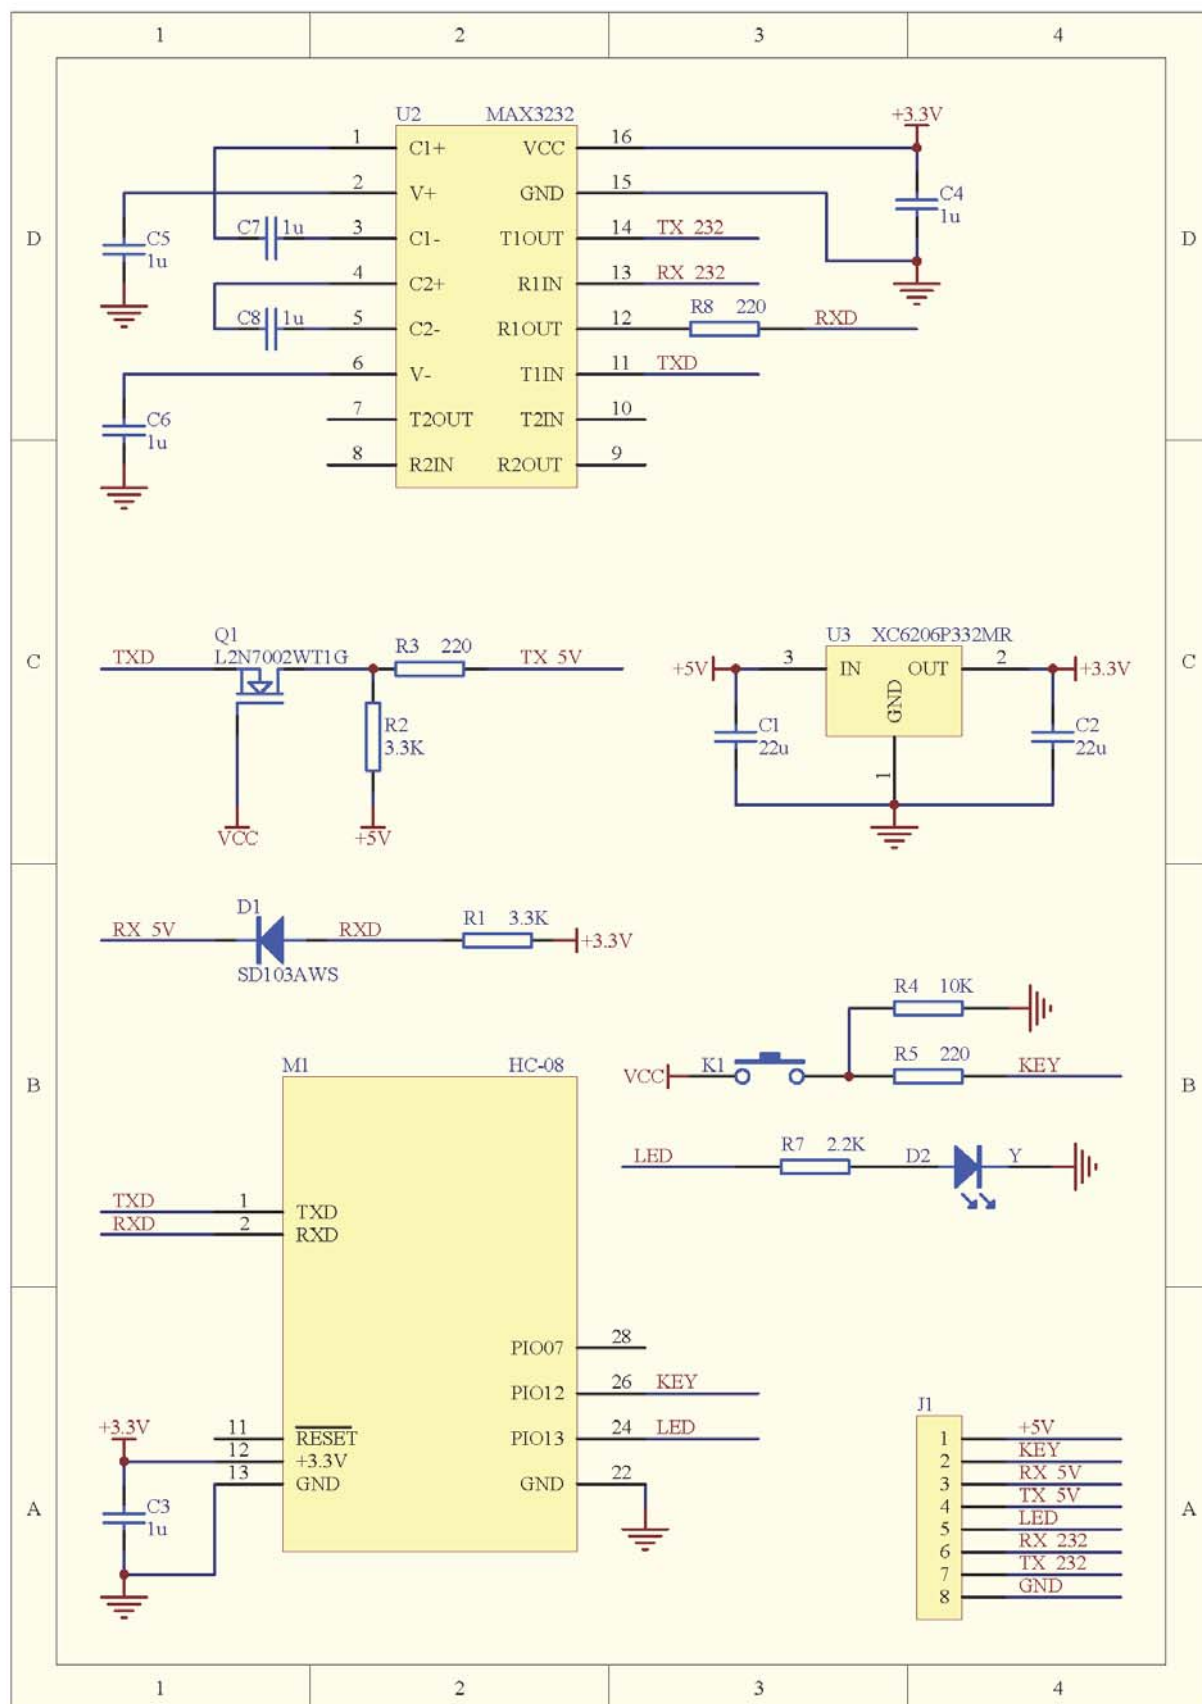 1 2 3 4
U2 MAX3232
+3.3V
1 C1+ VCC 16
2 V+ GND 15
C4
1u
D C7 1u 3 C1- T1OUT 14 TX_232 D
C5
1u
4 C2+ R1IN 13 RX_232
R8 220
C8 1u 5 C2- R1OUT 12 RXD
6 V- T1IN 11 TXD
C6
1u
7 T2OUT T2IN 10
8 R2IN R2OUT 9
Q1
L2N7002WT1G
TXD R3 220 TX_5V
U3 XC6206P332MR
C +5V 3 IN OUT 2 +3.3V C
GND
1
R2
3.3K
C1
22u
C2
22u
VCC +5V
D1
RX_5V RXD R1 3.3K +3.3V
SD103AWS
R4 10K
M1 HC-08
B VCC K1 R5 220 KEY B
LED R7 2.2K D2 Y
TXD 1 TXD
RXD 2 RXD
PIO07 28
PIO12 26 KEY
+3.3V 11 RESET PIO13 24 LED
12 +3.3V
13 GND GND 22
A C3 A
1u
J1
1 +5V
2 KEY
3 RX_5V
4 TX_5V
5 LED
6 RX_232
7 TX_232
8 GND
1 2 3 4